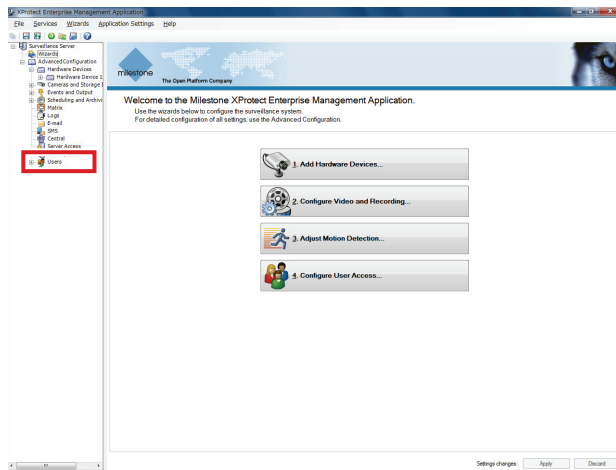 XProtect Enterprise Management Application
File Services Wizards Application Settings Help
Surveillance Server
Wizards
Advanced Configuration
Hardware Devices
Hardware Device 1
Cameras and Storage I
Events and Output
Scheduling and Archivi
Matrix
Logs
E-mail
SMS
Central
Server Access
Users
milestone
The Open Platform Company
Welcome to the Milestone XProtect Enterprise Management Application.
Use the wizards below to configure the surveillance system.
For detailed configuration of all settings, use the Advanced Configuration.
1. Add Hardware Devices...
2. Configure Video and Recording...
3. Adjust Motion Detection...
4. Configure User Access...
Settings changes: Apply Discard